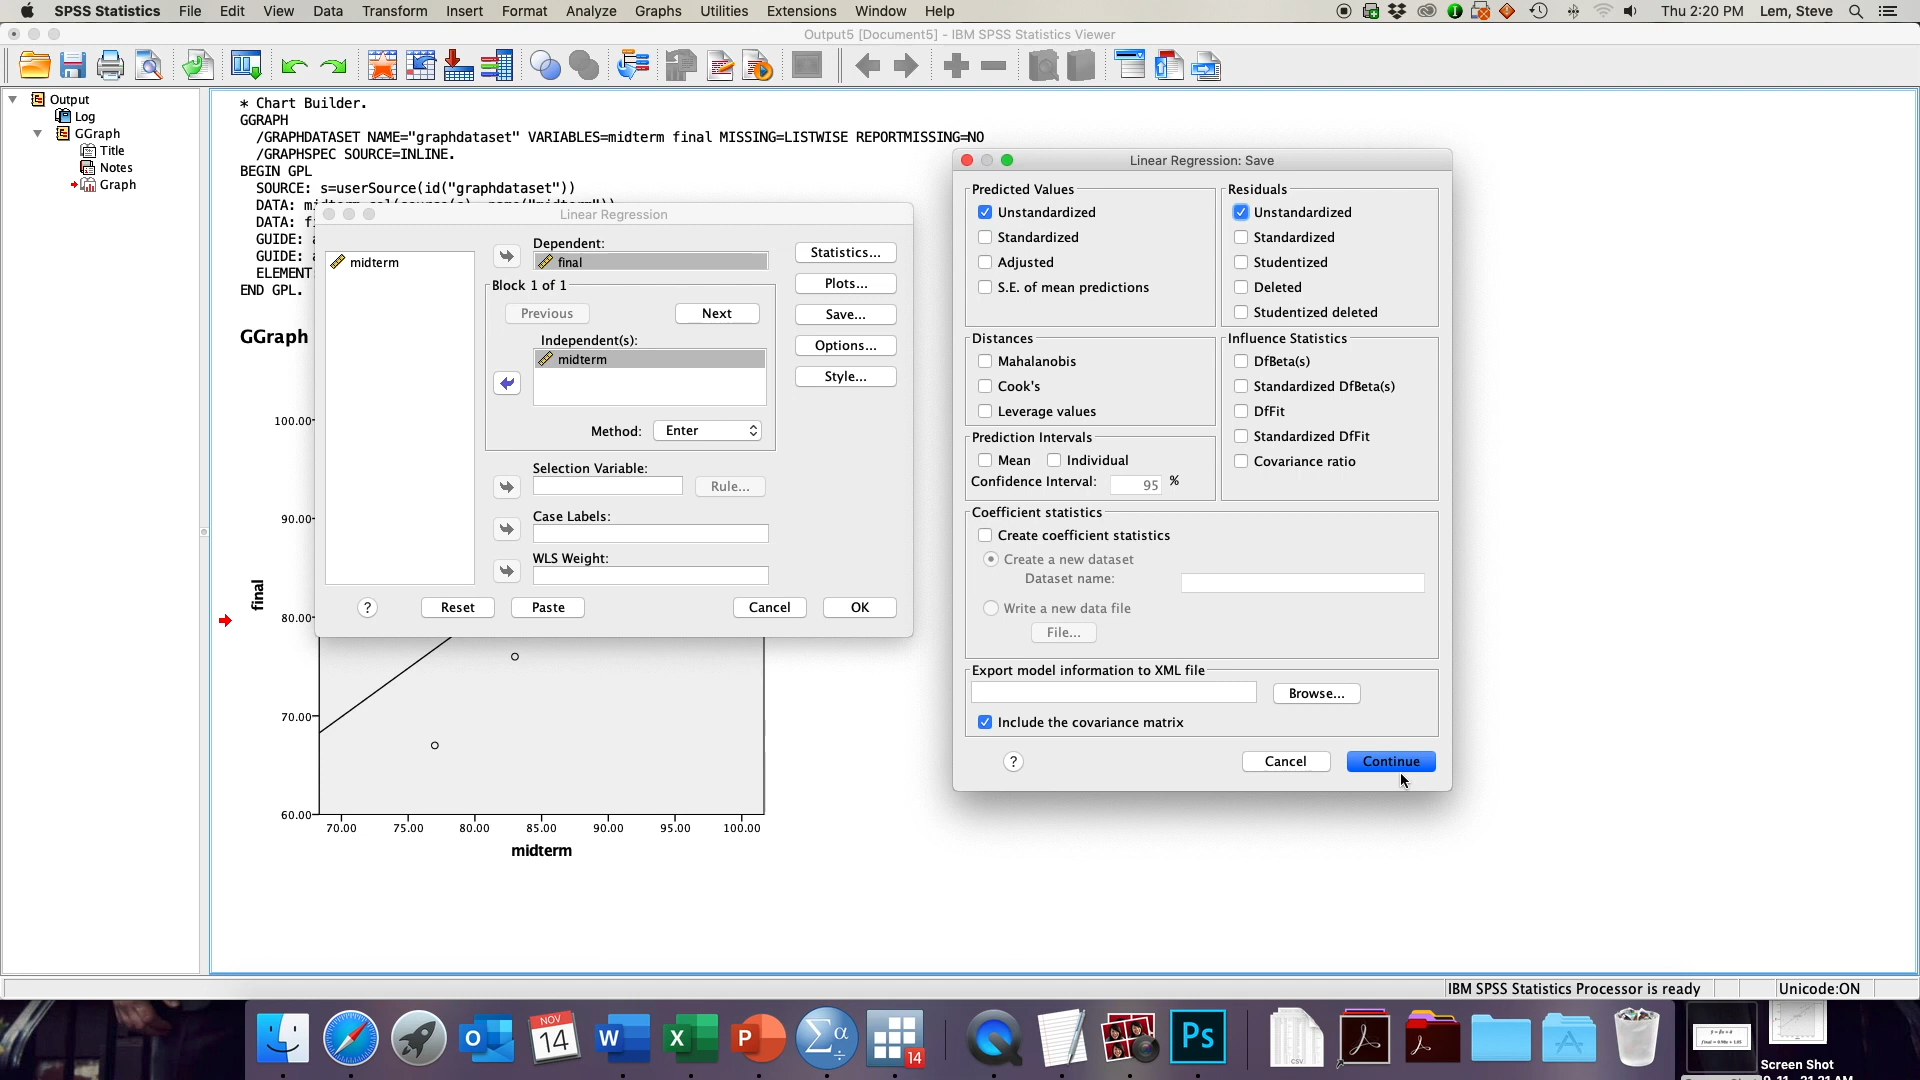 SPSS Statistics File Edit View Data Transform Insert Format Analyze Graphs Utilities Extensions Window Help Thu 2:20 PM Lem, Steve
Output5 [Document5] - IBM SPSS Statistics Viewer
Output
Log
GGraph
Title
Notes
Graph
* Chart Builder.
GGRAPH
/GRAPHDATASET NAME="graphdataset" VARIABLES=midterm final MISSING=LISTWISE REPORTMISSING=NO
/GRAPHSPEC SOURCE=INLINE.
BEGIN GPL
SOURCE: s=userSource(id("graphdataset"))
DATA:
DATA:
GUIDE:
GUIDE:
ELEMENT
END GPL.
GGraph
100.00
90.00
80.00
70.00
60.00
final
70.00 75.00 80.00 85.00 90.00 95.00 100.00
midterm
Linear Regression
midterm
Dependent:
final
Block 1 of 1
Previous
Next
Independent(s):
midterm
Method: Enter
Selection Variable:
Rule...
Case Labels:
WLS Weight:
Statistics...
Plots...
Save...
Options...
Style...
? Reset Paste Cancel OK
Linear Regression: Save
Predicted Values
Unstandardized
Standardized
Adjusted
S.E. of mean predictions
Residuals
Unstandardized
Standardized
Studentized
Deleted
Studentized deleted
Distances
Mahalanobis
Cook's
Leverage values
Influence Statistics
DfBeta(s)
Standardized DfBeta(s)
DfFit
Standardized DfFit
Covariance ratio
Prediction Intervals
Mean Individual
Confidence Interval: 95 %
Coefficient statistics
Create coefficient statistics
Create a new dataset
Dataset name:
Write a new data file
File...
Export model information to XML file
Browse...
Include the covariance matrix
? Cancel Continue
IBM SPSS Statistics Processor is ready Unicode:ON
NOV
14
Σα
14
Ps
CSV
Screen Shot